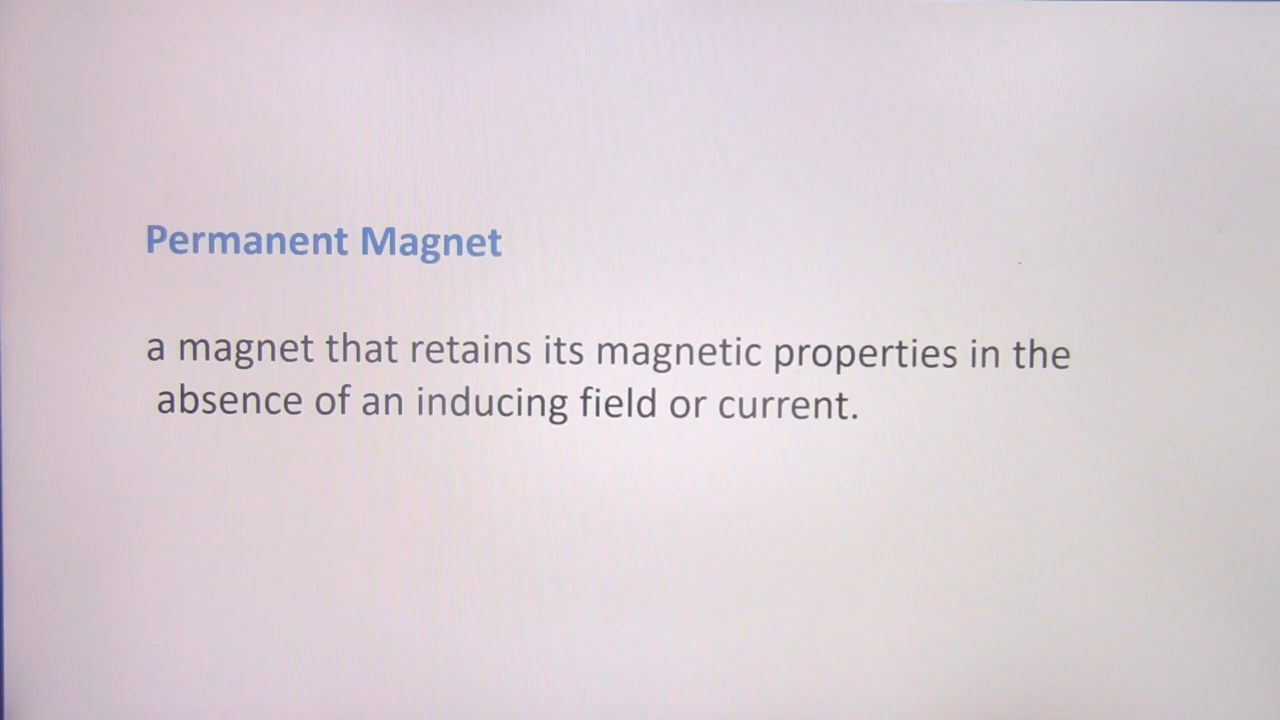 Permanent Magnet
a magnet that retains its magnetic properties in the
absence of an inducing field or current.